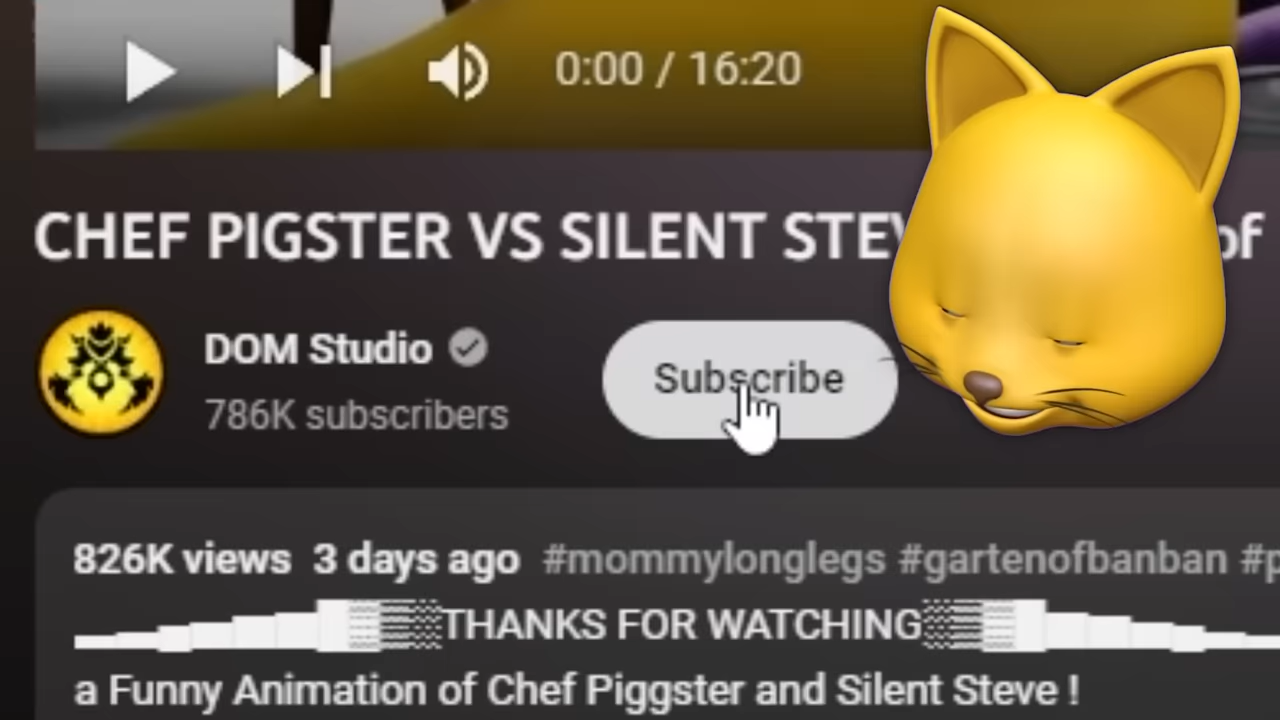 0:00 / 16:20
CHEF PIGSTER VS SILENT STEV of
DOM Studio
786K subscribers
Subscribe
826K views 3 days ago #mommylonglegs #gartenofbanban #p
THANKS FOR WATCHING
a Funny Animation of Chef Piggster and Silent Steve !